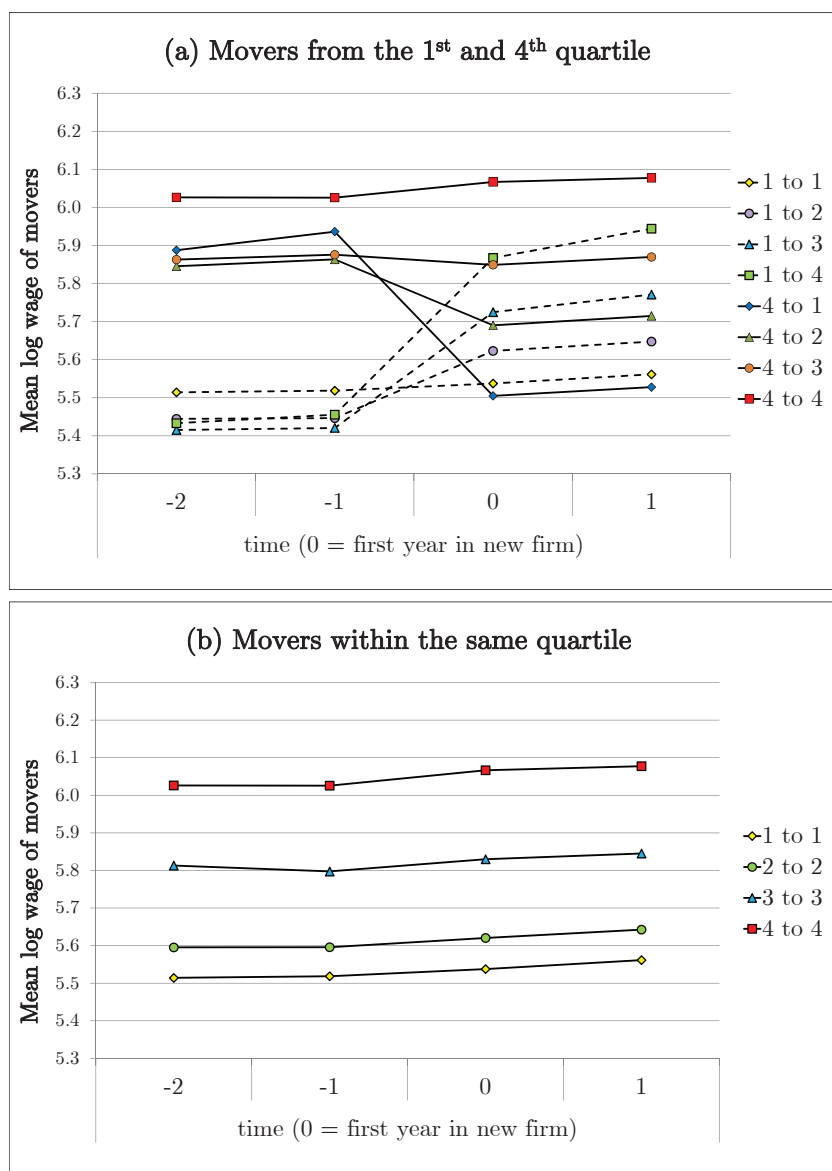 (a) Movers from the 1st and 4th quartile
Mean log wage of movers
6.3
6.2
6.1
6.0
5.9
5.8
5.7
5.6
5.5
5.4
5.3
-2
-1
0
1
time (0 = first year in new firm)
1 to 1
1 to 2
1 to 3
1 to 4
4 to 1
4 to 2
4 to 3
4 to 4
(b) Movers within the same quartile
Mean log wage of movers
6.3
6.2
6.1
6.0
5.9
5.8
5.7
5.6
5.5
5.4
5.3
-2
-1
0
1
time (0 = first year in new firm)
1 to 1
2 to 2
3 to 3
4 to 4